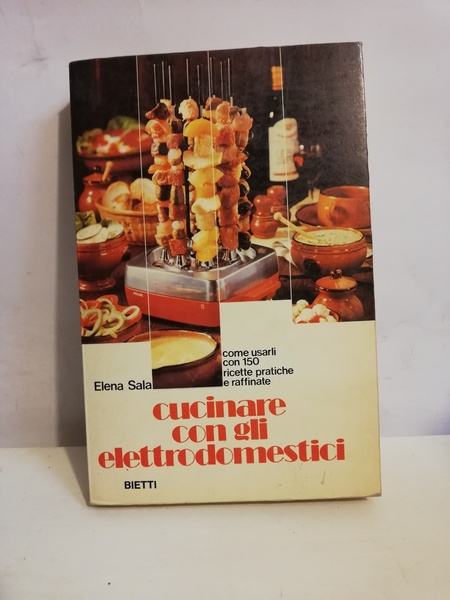 come usarli
con 150
ricette pratiche
e raffinate
Elena Sala
cucinare
con gli
elettrodomestici
BIETTI